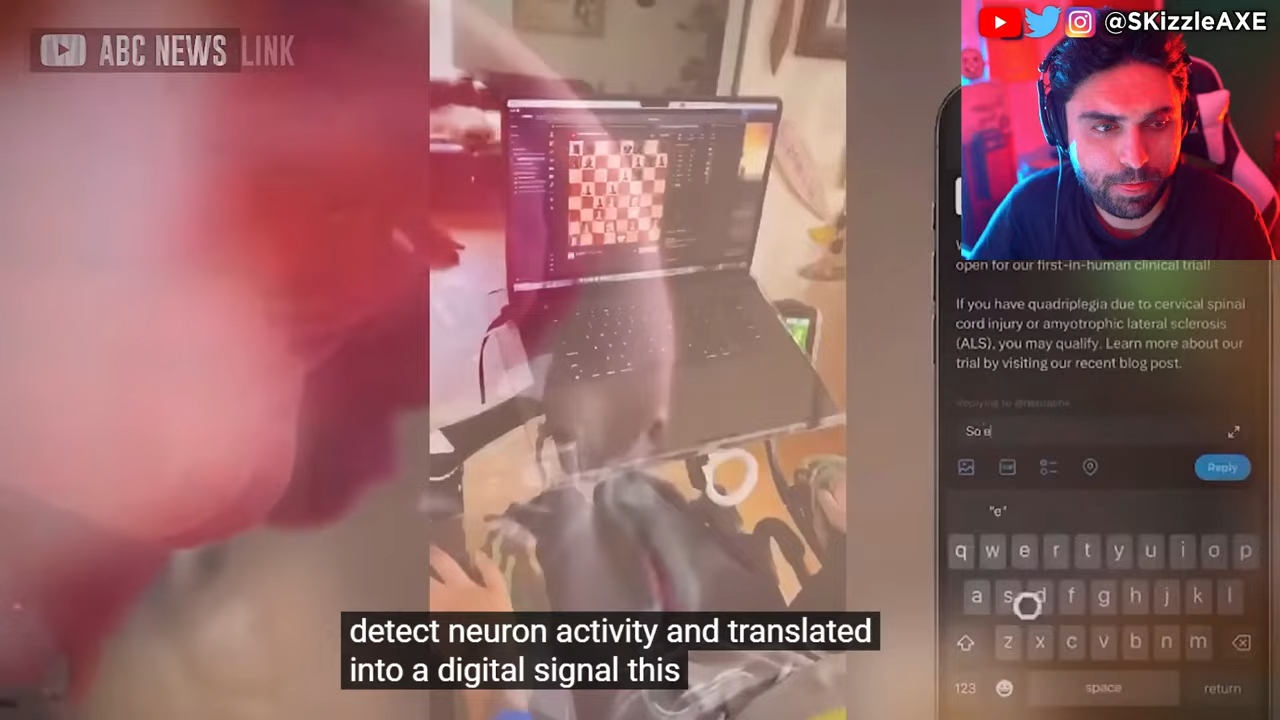 ABC NEWS LINK
@SKizzleAXE
open for our first-in-human clinical trial!
If you have quadriplegia due to cervical spinal
cord injury or amyotrophic lateral sclerosis
(ALS), you may qualify. Learn more about our
trial by visiting our recent blog post.
So e
Reply
"e"
q w e r t y u i o p
a s d f g h j k l
z x c v b n m
123 space return
detect neuron activity and translated
into a digital signal this